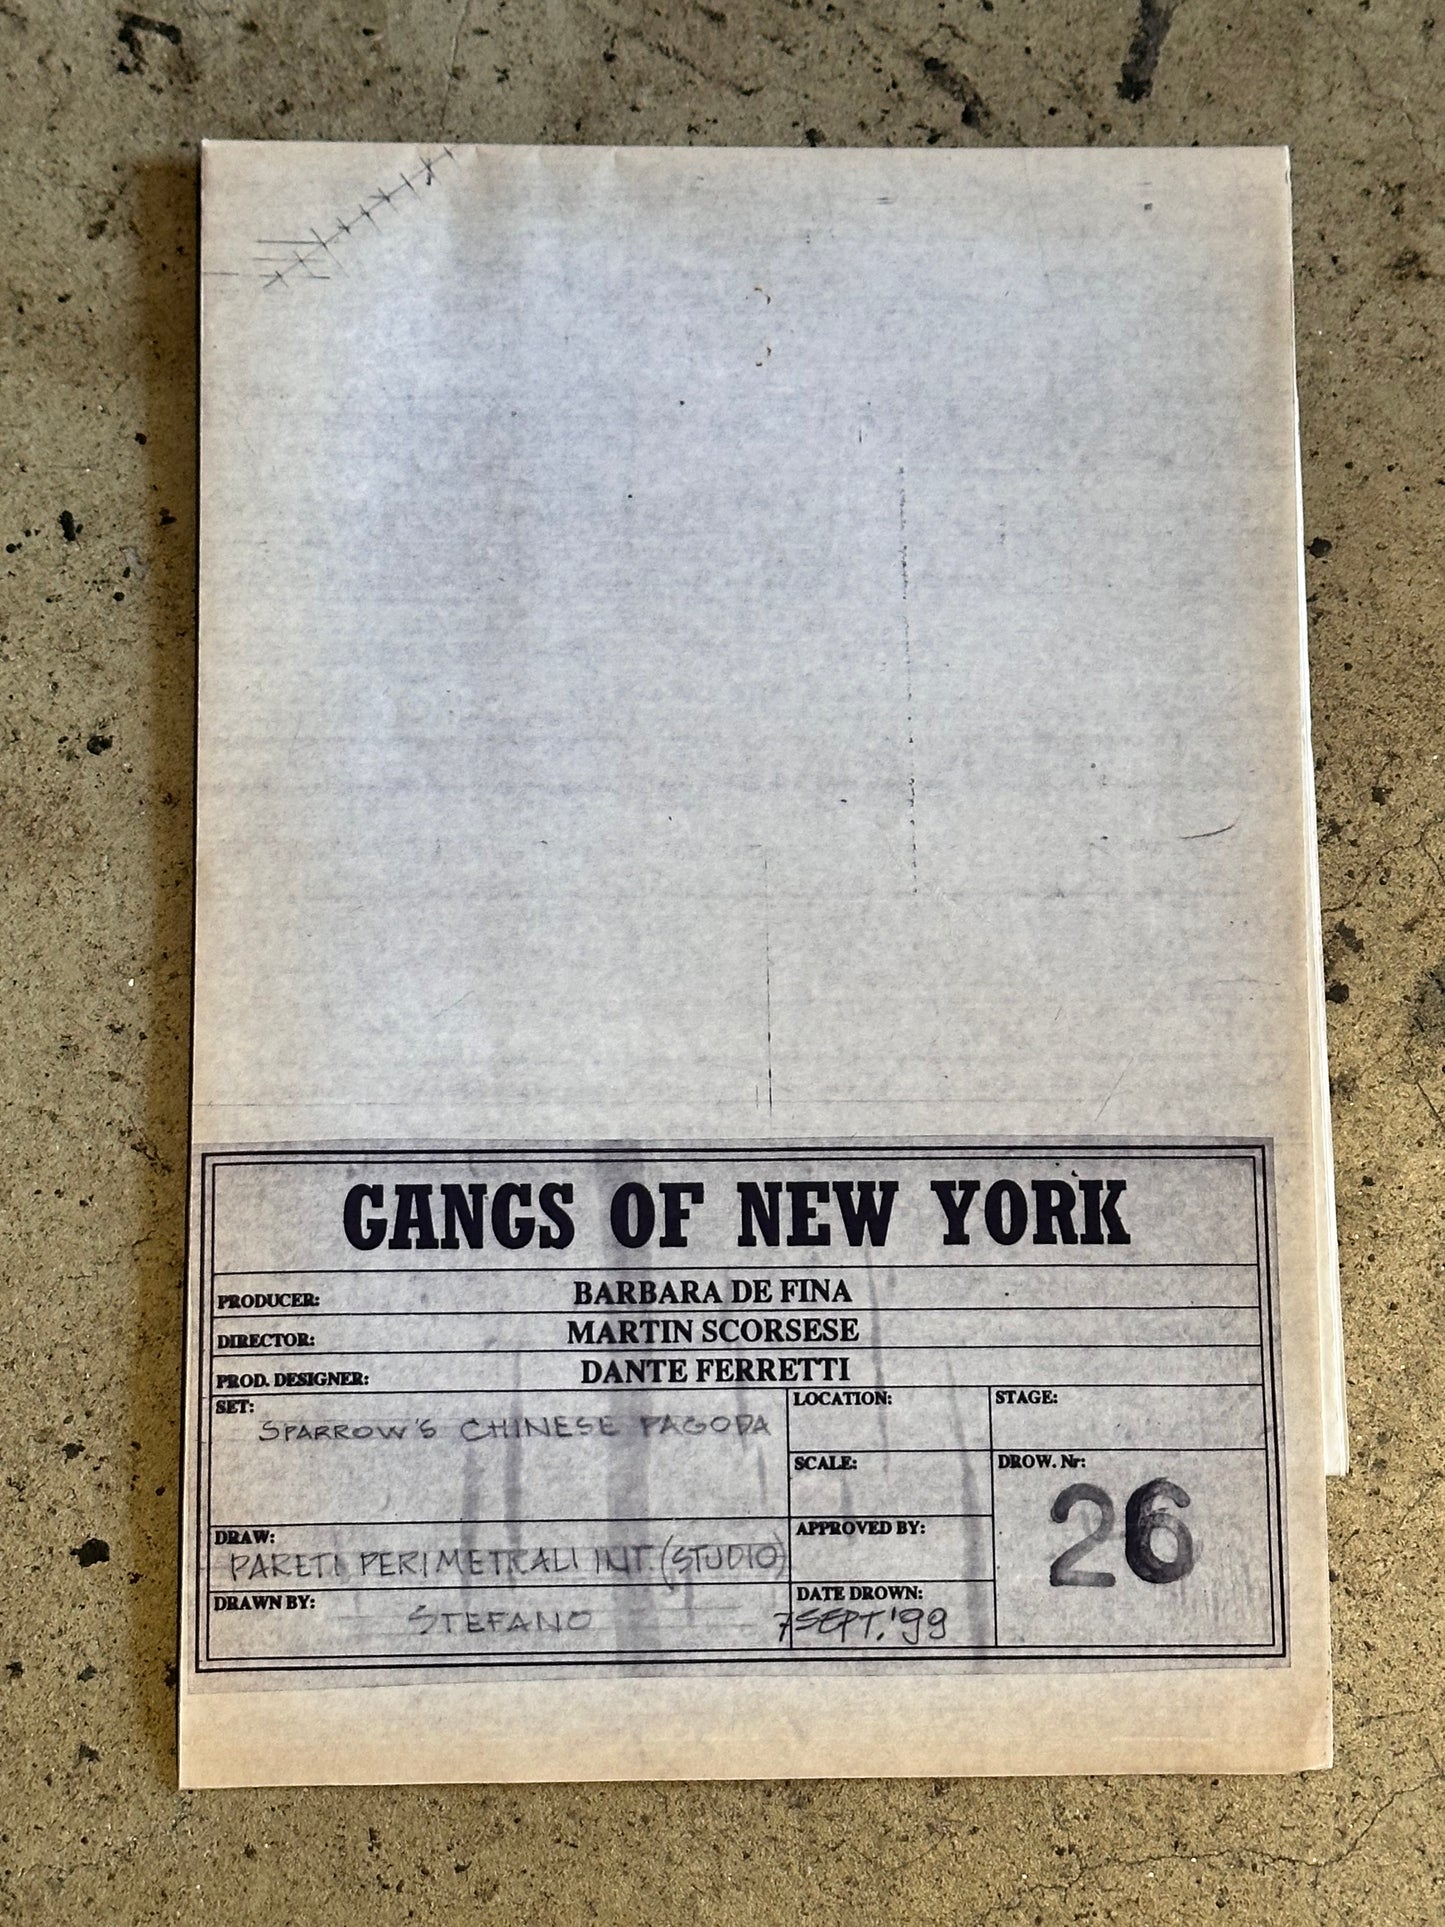 GANGS OF NEW YORK
PRODUCER: BARBARA DE FINA
DIRECTOR: MARTIN SCORSESE
PROD. DESIGNER: DANTE FERRETTI
SET: LOCATION: STAGE:
SPARROW'S CHINESE PAGODA
SCALE: DROW. Nr:
26
DRAW: APPROVED BY:
PARETI PERIMETRALI INT. (STUDIO)
DRAWN BY: DATE DROWN:
STEFANO 7 SEPT. '99